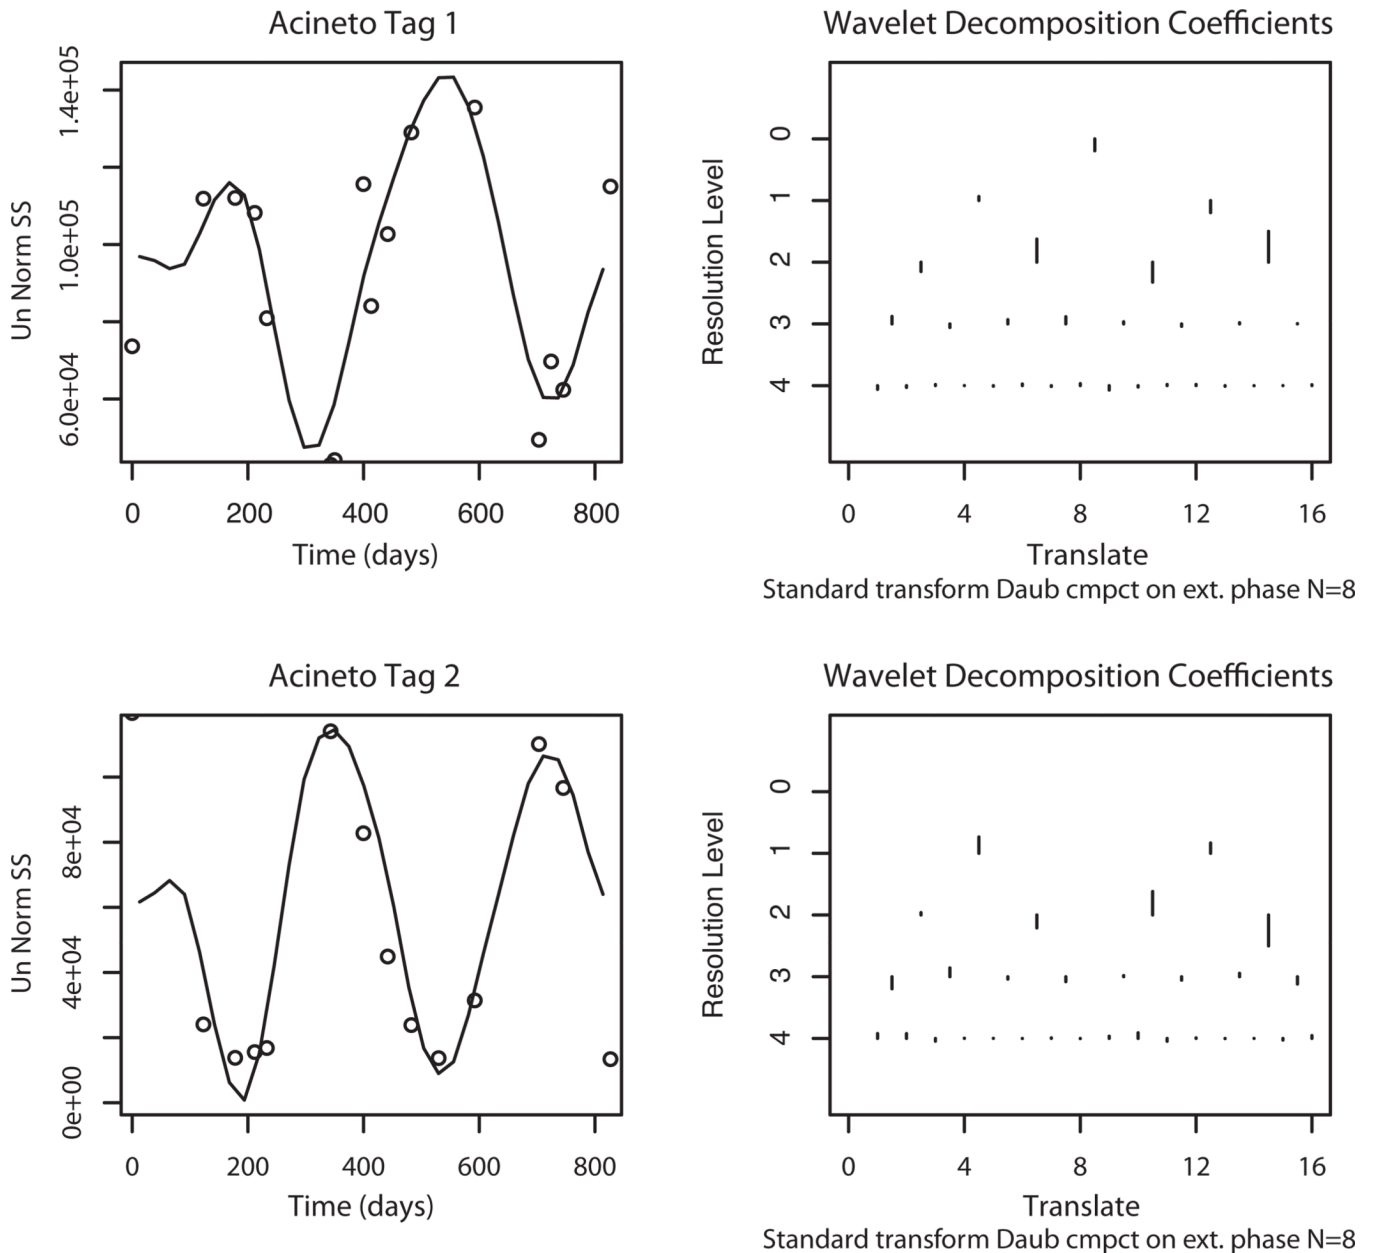 Acineto Tag 1
Wavelet Decomposition Coefficients
Un Norm SS
6.0e+04 1.0e+05 1.4e+05
0 200 400 600 800
Time (days)
Resolution Level
0
1
2
3
4
0 4 8 12 16
Translate
Standard transform Daub cmpct on ext. phase N=8
Acineto Tag 2
Wavelet Decomposition Coefficients
Un Norm SS
0e+00 4e+04 8e+04
0 200 400 600 800
Time (days)
Resolution Level
0
1
2
3
4
0 4 8 12 16
Translate
Standard transform Daub cmpct on ext. phase N=8